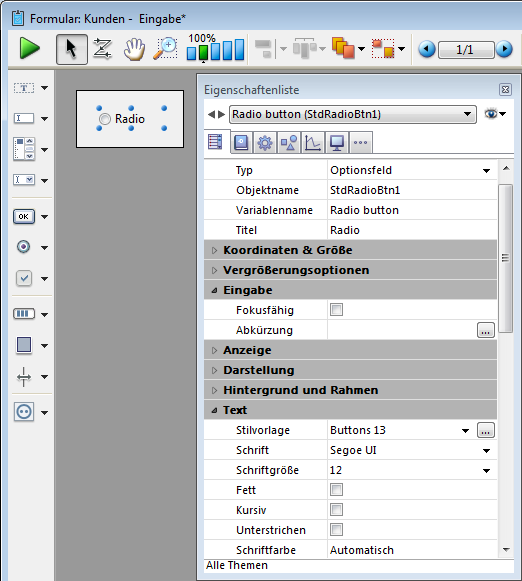 Formular: Kunden - Eingabe*
100%
1/1
T
I
I
OK
Radio
Eigenschaftenliste
Radio button (StdRadioBtn1)
Typ Optionsfeld
Objektname StdRadioBtn1
Variablenname Radio button
Titel Radio
Koordinaten & Größe
Vergrößerungsoptionen
Eingabe
Fokusfähig
Abkürzung ...
Anzeige
Darstellung
Hintergrund und Rahmen
Text
Stilvorlage Buttons 13 ...
Schrift Segoe UI
Schriftgröße 12
Fett
Kursiv
Unterstrichen
Schriftfarbe Automatisch
Alle Themen